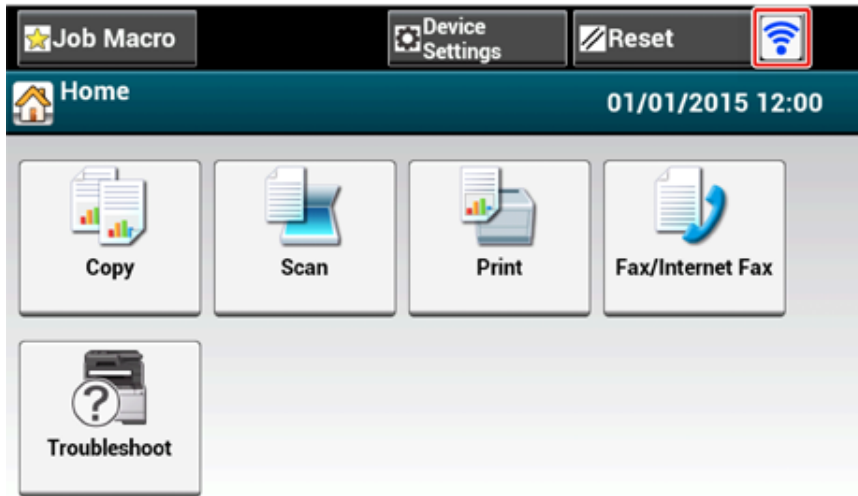 Job Macro
Device
Settings
Reset
Home
01/01/2015 12:00
Copy
Scan
Print
Fax/Internet Fax
?
Troubleshoot